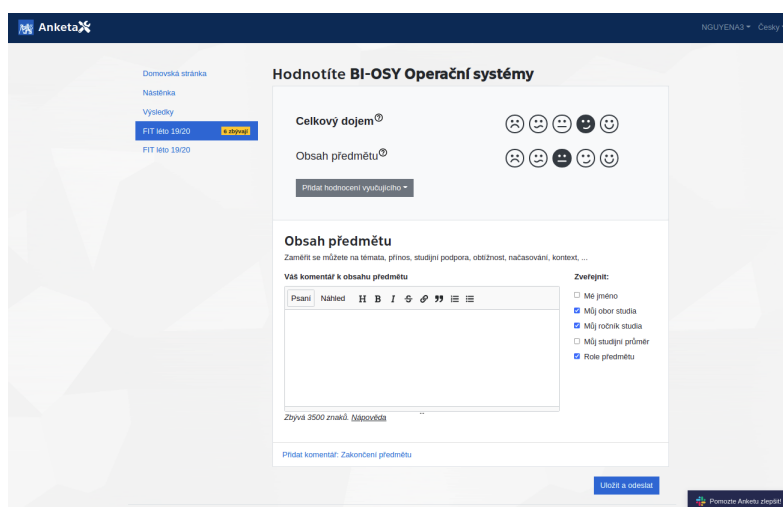 Anketa
NGUYENA3
Česky
Domovská stránka
Nástěnka
Výsledky
FIT léto 19/20
6 zbývají
FIT léto 19/20
Hodnotíte BI-OSY Operační systémy
Celkový dojem
Obsah předmětu
Přidat hodnocení vyučujícího
Obsah předmětu
Zaměřit se můžete na témata, přínos, studijní podpora, obtížnost, načasování, kontext, ...
Váš komentář k obsahu předmětu
Zveřejnit:
Psaní Náhled H B I S
Mé jméno
Můj obor studia
Můj ročník studia
Můj studijní průměr
Role předmětu
Zbývá 3500 znaků. Nápověda
Přidat komentář: Zakončení předmětu
Uložit a odeslat
Pomozte Anketu zlepšit!